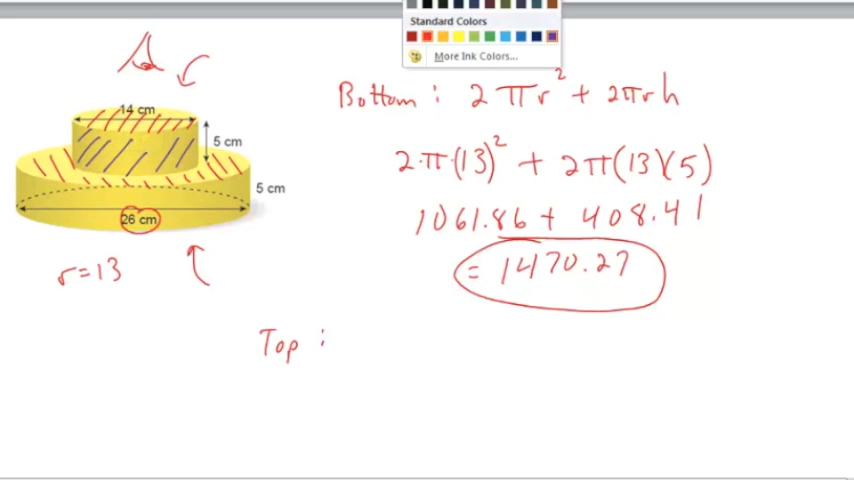 Standard Colors
More Ink Colors...
14 cm
5 cm
5 cm
26 cm
r=13
Bottom: 2πr² + 2πrh
2·π·(13)² + 2π(13)(5)
1061.86 + 408.41
= 1470.27
Top: